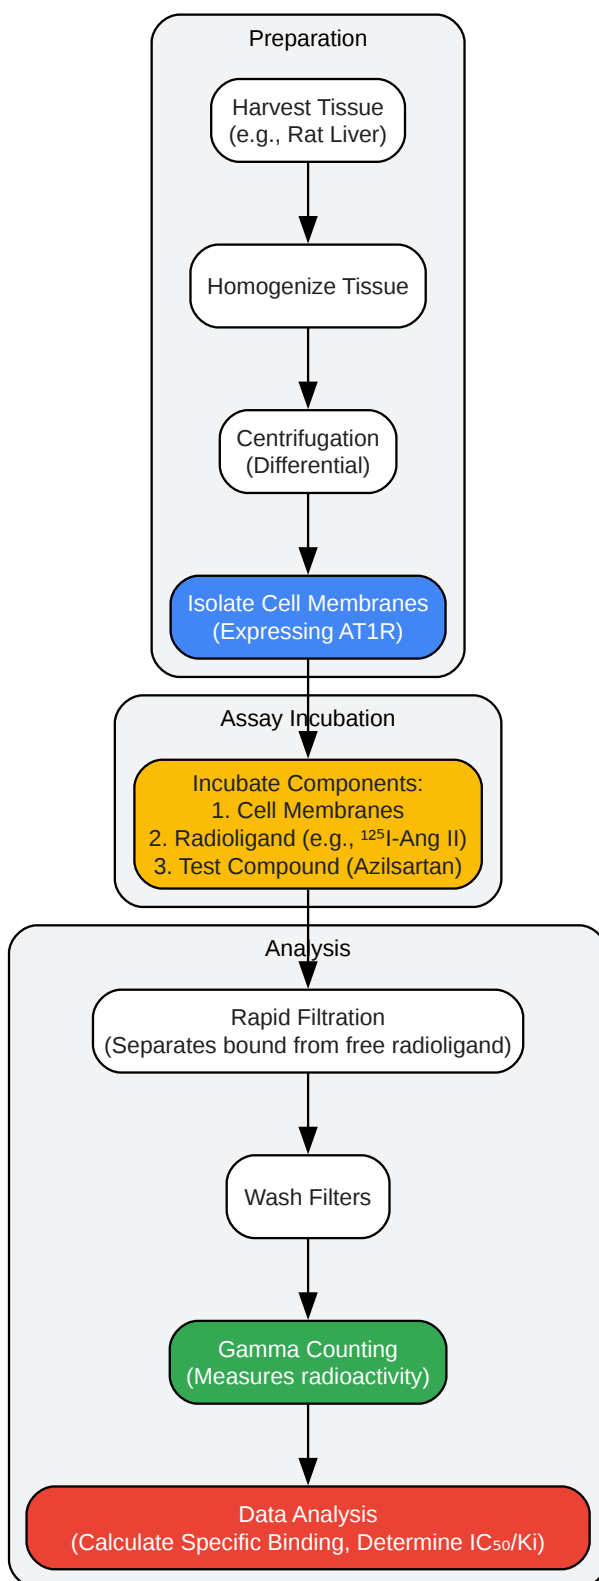 Preparation
Harvest Tissue
(e.g., Rat Liver)
Homogenize Tissue
Centrifugation
(Differential)
Isolate Cell Membranes
(Expressing AT1R)
Assay Incubation
Incubate Components:
1. Cell Membranes
2. Radioligand (e.g., ¹²⁵I-Ang II)
3. Test Compound (Azilsartan)
Analysis
Rapid Filtration
(Separates bound from free radioligand)
Wash Filters
Gamma Counting
(Measures radioactivity)
Data Analysis
(Calculate Specific Binding, Determine IC₅₀/Ki)